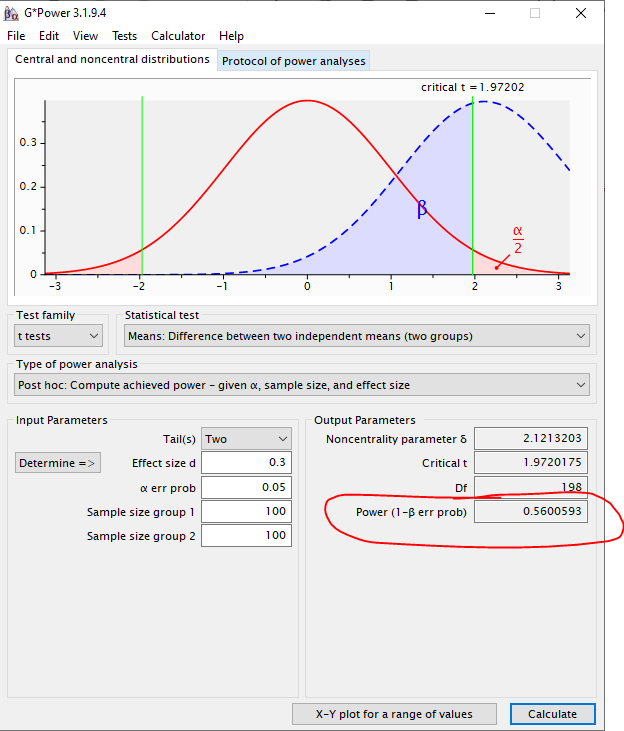 G*Power 3.1.9.4
File Edit View Tests Calculator Help
Central and noncentral distributions Protocol of power analyses
critical t = 1.97202
0.3
0.2
0.1
0
β
α
2
-3 -2 -1 0 1 2 3
Test family Statistical test
t tests Means: Difference between two independent means (two groups)
Type of power analysis
Post hoc: Compute achieved power - given α, sample size, and effect size
Input Parameters Output Parameters
Tail(s) Two Noncentrality parameter δ 2.1213203
Determine => Effect size d 0.3 Critical t 1.9720175
α err prob 0.05 Df 198
Sample size group 1 100 Power (1-β err prob) 0.5600593
Sample size group 2 100
X-Y plot for a range of values Calculate